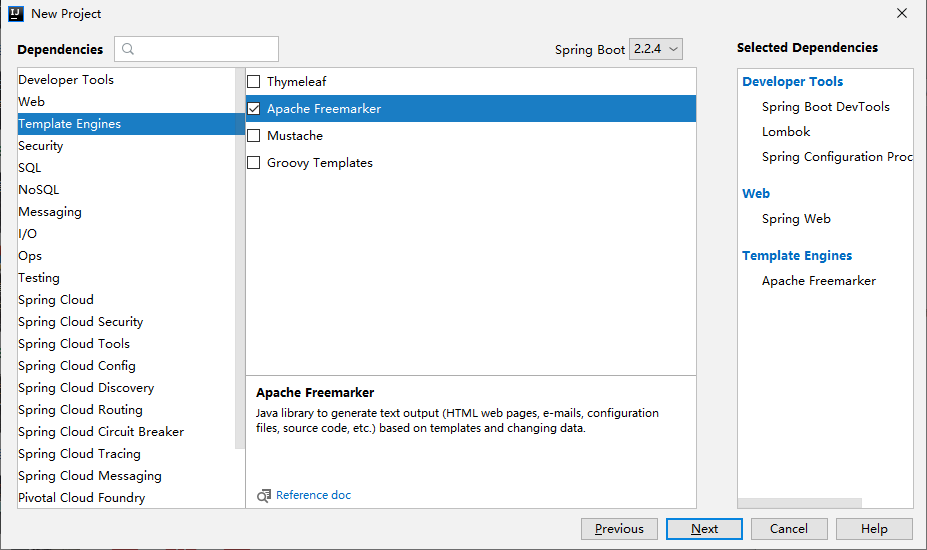 New Project
Dependencies
Spring Boot 2.2.4
Selected Dependencies
Developer Tools
Web
Template Engines
Security
SQL
NoSQL
Messaging
I/O
Ops
Testing
Spring Cloud
Spring Cloud Security
Spring Cloud Tools
Spring Cloud Config
Spring Cloud Discovery
Spring Cloud Routing
Spring Cloud Circuit Breaker
Spring Cloud Tracing
Spring Cloud Messaging
Pivotal Cloud Foundry
Thymeleaf
Apache Freemarker
Mustache
Groovy Templates
Apache Freemarker
Java library to generate text output (HTML web pages, e-mails, configuration
files, source code, etc.) based on templates and changing data.
Reference doc
Developer Tools
Spring Boot DevTools
Lombok
Spring Configuration Proc
Web
Spring Web
Template Engines
Apache Freemarker
Previous
Next
Cancel
Help